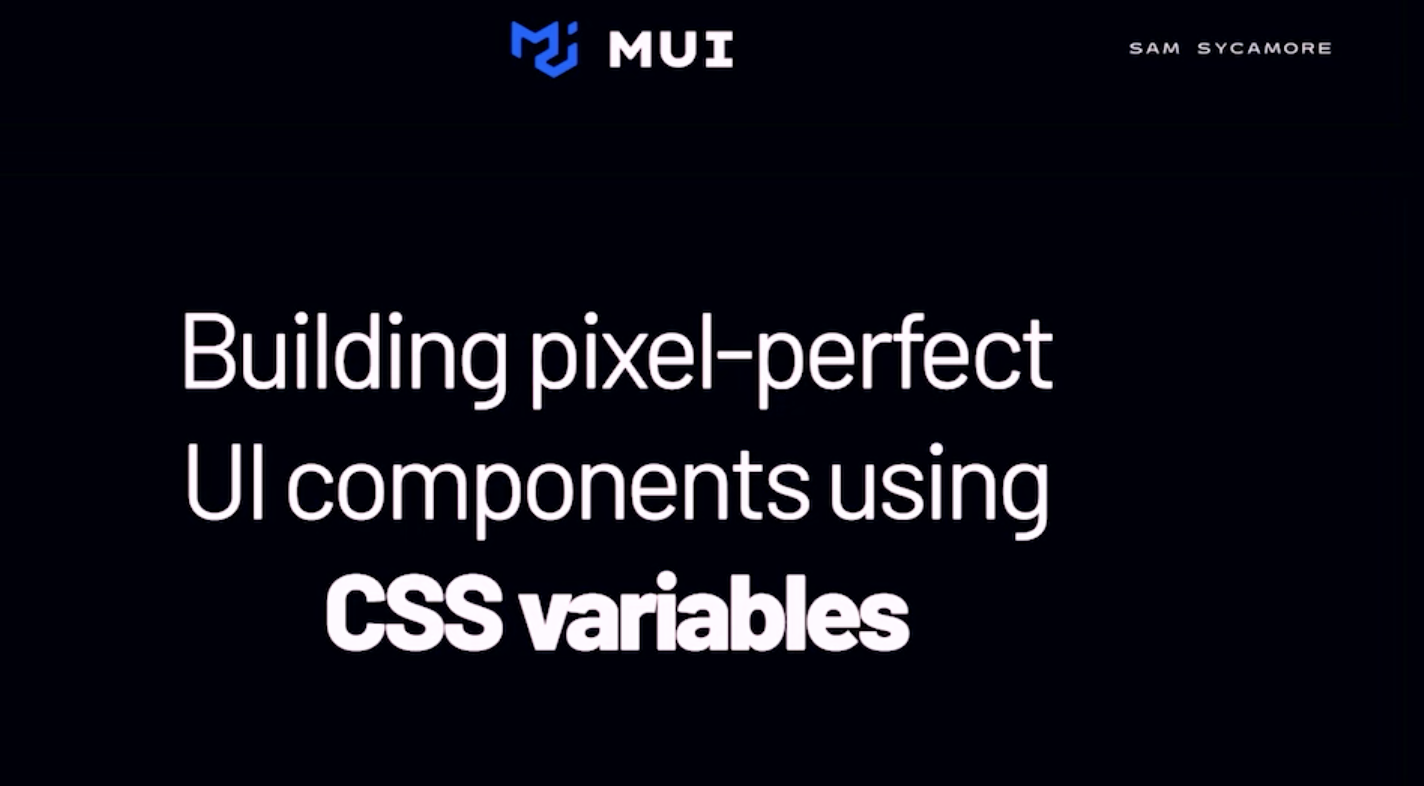 MUI
SAM SYCAMORE
Building pixel-perfect
UI components using
CSS variables